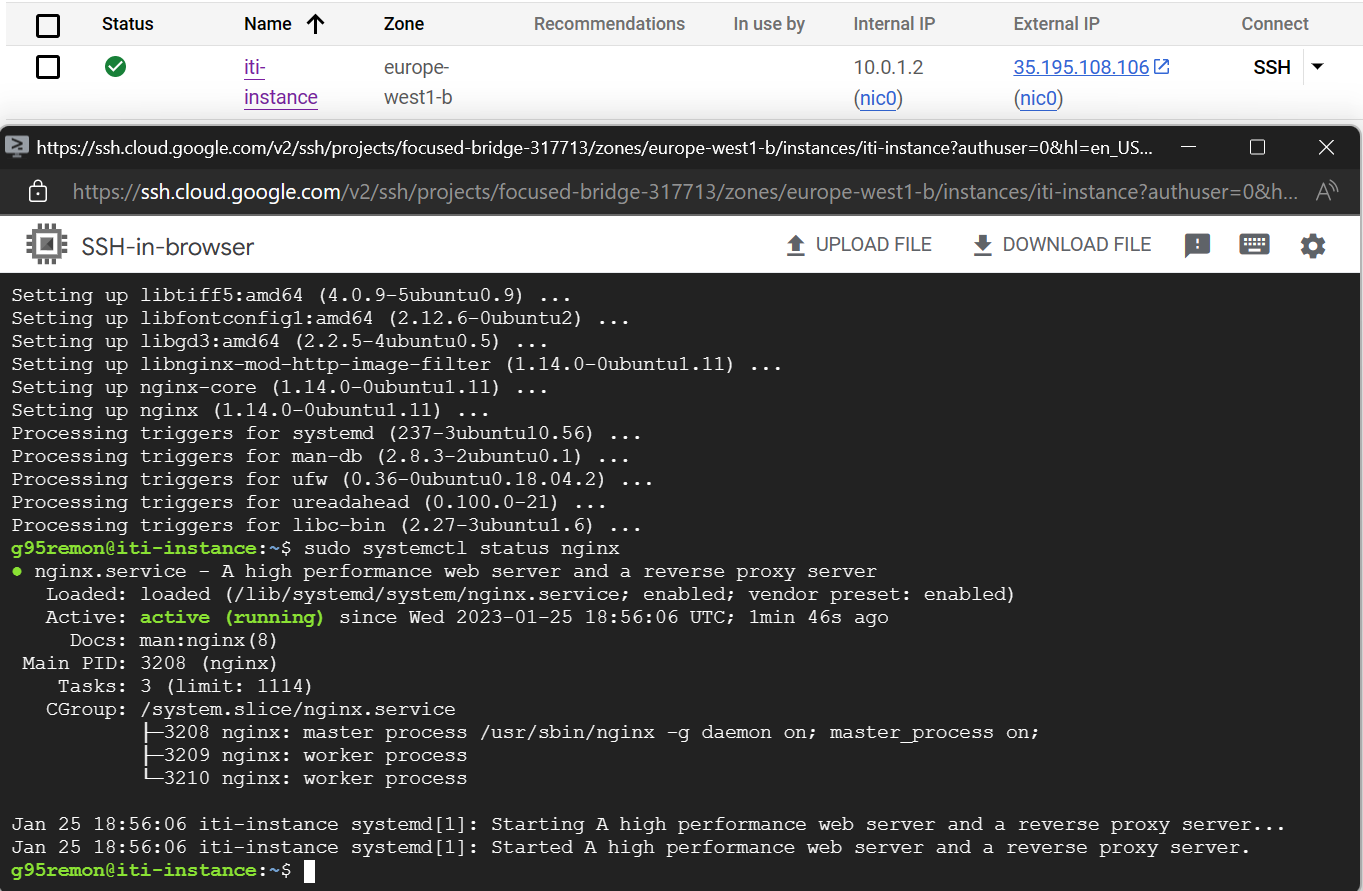 Status Name Zone Recommendations In use by Internal IP External IP Connect
iti- europe- 10.0.1.2 35.195.108.106 SSH
instance west1-b (nic0) (nic0)
https://ssh.cloud.google.com/v2/ssh/projects/focused-bridge-317713/zones/europe-west1-b/instances/iti-instance?authuser=0&hl=en_US...
https://ssh.cloud.google.com/v2/ssh/projects/focused-bridge-317713/zones/europe-west1-b/instances/iti-instance?authuser=0&h...
SSH-in-browser UPLOAD FILE DOWNLOAD FILE
Setting up libtiff5:amd64 (4.0.9-5ubuntu0.9) ...
Setting up libfontconfig1:amd64 (2.12.6-0ubuntu2) ...
Setting up libgd3:amd64 (2.2.5-4ubuntu0.5) ...
Setting up libnginx-mod-http-image-filter (1.14.0-0ubuntu1.11) ...
Setting up nginx-core (1.14.0-0ubuntu1.11) ...
Setting up nginx (1.14.0-0ubuntu1.11) ...
Processing triggers for systemd (237-3ubuntu10.56) ...
Processing triggers for man-db (2.8.3-2ubuntu0.1) ...
Processing triggers for ufw (0.36-0ubuntu0.18.04.2) ...
Processing triggers for ureadahead (0.100.0-21) ...
Processing triggers for libc-bin (2.27-3ubuntu1.6) ...
g95remon@iti-instance:~$ sudo systemctl status nginx
● nginx.service - A high performance web server and a reverse proxy server
   Loaded: loaded (/lib/systemd/system/nginx.service; enabled; vendor preset: enabled)
   Active: active (running) since Wed 2023-01-25 18:56:06 UTC; 1min 46s ago
     Docs: man:nginx(8)
 Main PID: 3208 (nginx)
    Tasks: 3 (limit: 1114)
   CGroup: /system.slice/nginx.service
           ├─3208 nginx: master process /usr/sbin/nginx -g daemon on; master_process on;
           ├─3209 nginx: worker process
           └─3210 nginx: worker process
Jan 25 18:56:06 iti-instance systemd[1]: Starting A high performance web server and a reverse proxy server...
Jan 25 18:56:06 iti-instance systemd[1]: Started A high performance web server and a reverse proxy server.
g95remon@iti-instance:~$